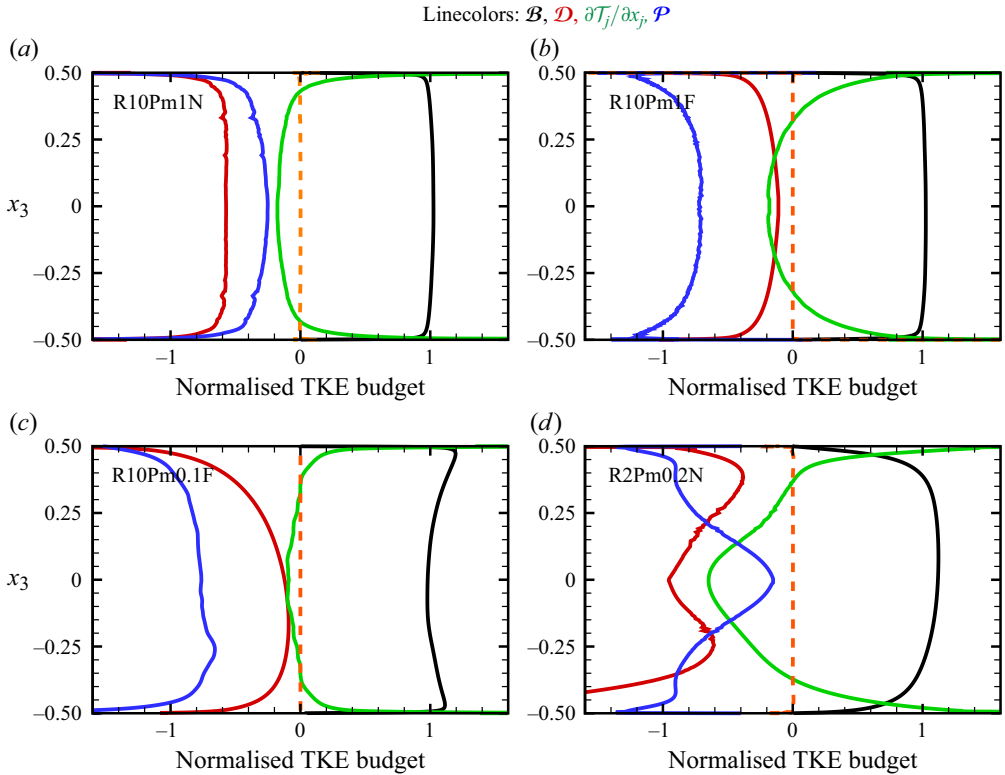 Linecolors: ℬ, 𝒟, ∂𝒯ⱼ/∂xⱼ, 𝒫
(a)
(b)
0.50
0.25
0
−0.25
−0.50
x₃
R10Pm1N
−1
0
1
Normalised TKE budget
0.50
0.25
0
−0.25
−0.50
R10Pm1F
−1
0
1
Normalised TKE budget
(c)
(d)
0.50
0.25
0
−0.25
−0.50
x₃
R10Pm0.1F
−1
0
1
Normalised TKE budget
0.50
0.25
0
−0.25
−0.50
R2Pm0.2N
−1
0
1
Normalised TKE budget